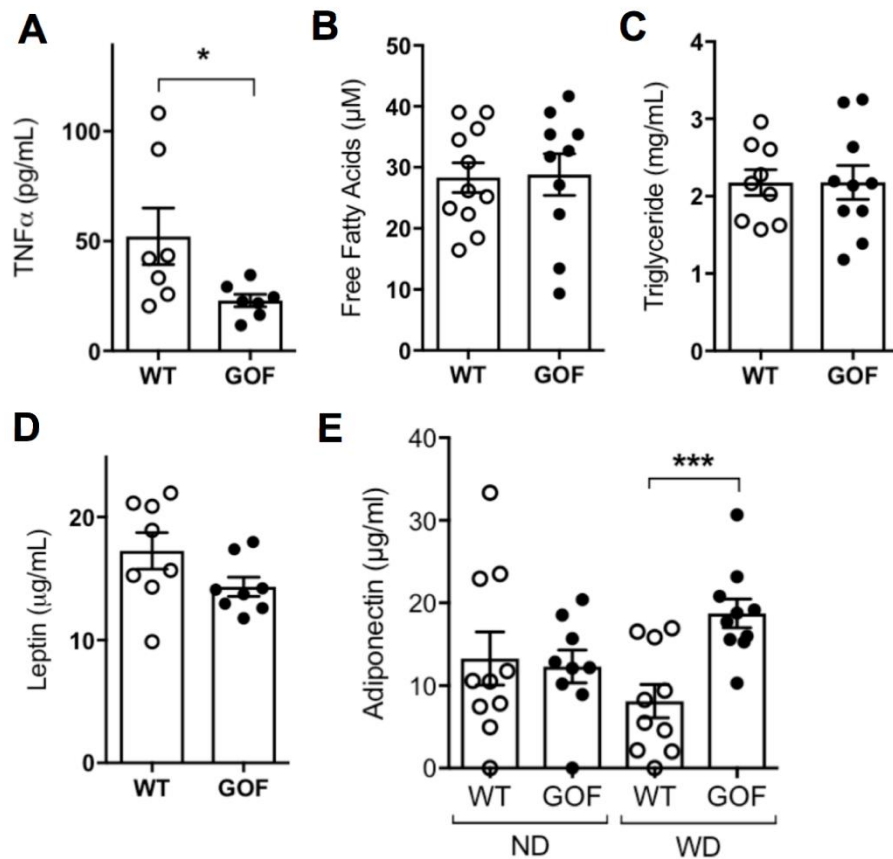 A
TNFα (pg/mL)
100
50
0
*
WT
GOF
B
Free Fatty Acids (µM)
50
40
30
20
10
0
WT
GOF
C
Triglyceride (mg/mL)
4
3
2
1
0
WT
GOF
D
Leptin (µg/mL)
20
10
0
WT
GOF
E
Adiponectin (µg/ml)
40
30
20
10
0
***
WT GOF WT GOF
ND WD